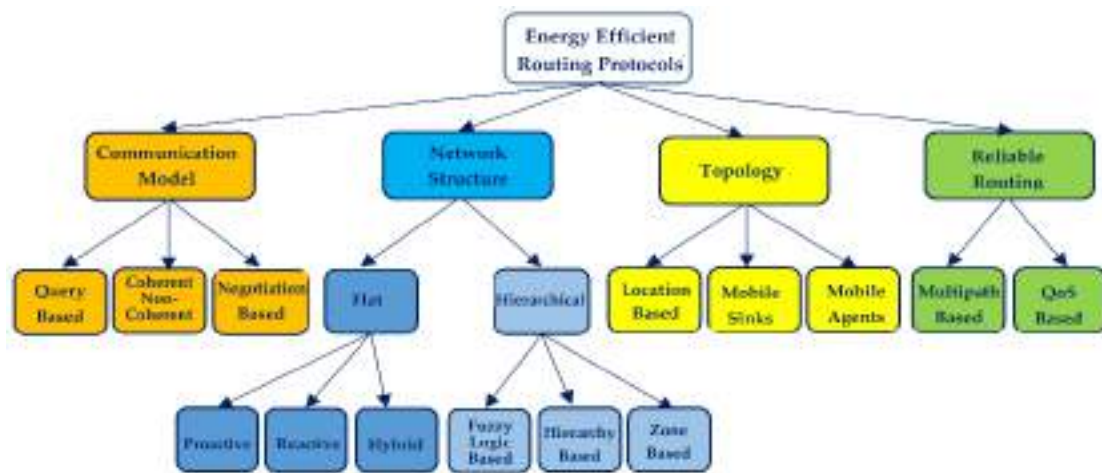 Energy Efficient
Routing Protocols
Communication
Model
Network
Structure
Topology
Reliable
Routing
Query
Based
Coherent
Non-
Coherent
Negotiation
Based
Flat
Hierarchical
Location
Based
Mobile
Sinks
Mobile
Agents
Multipath
Based
QoS
Based
Proactive
Reactive
Hybrid
Fuzzy
Logic
Based
Hierarchy
Based
Zone
Based